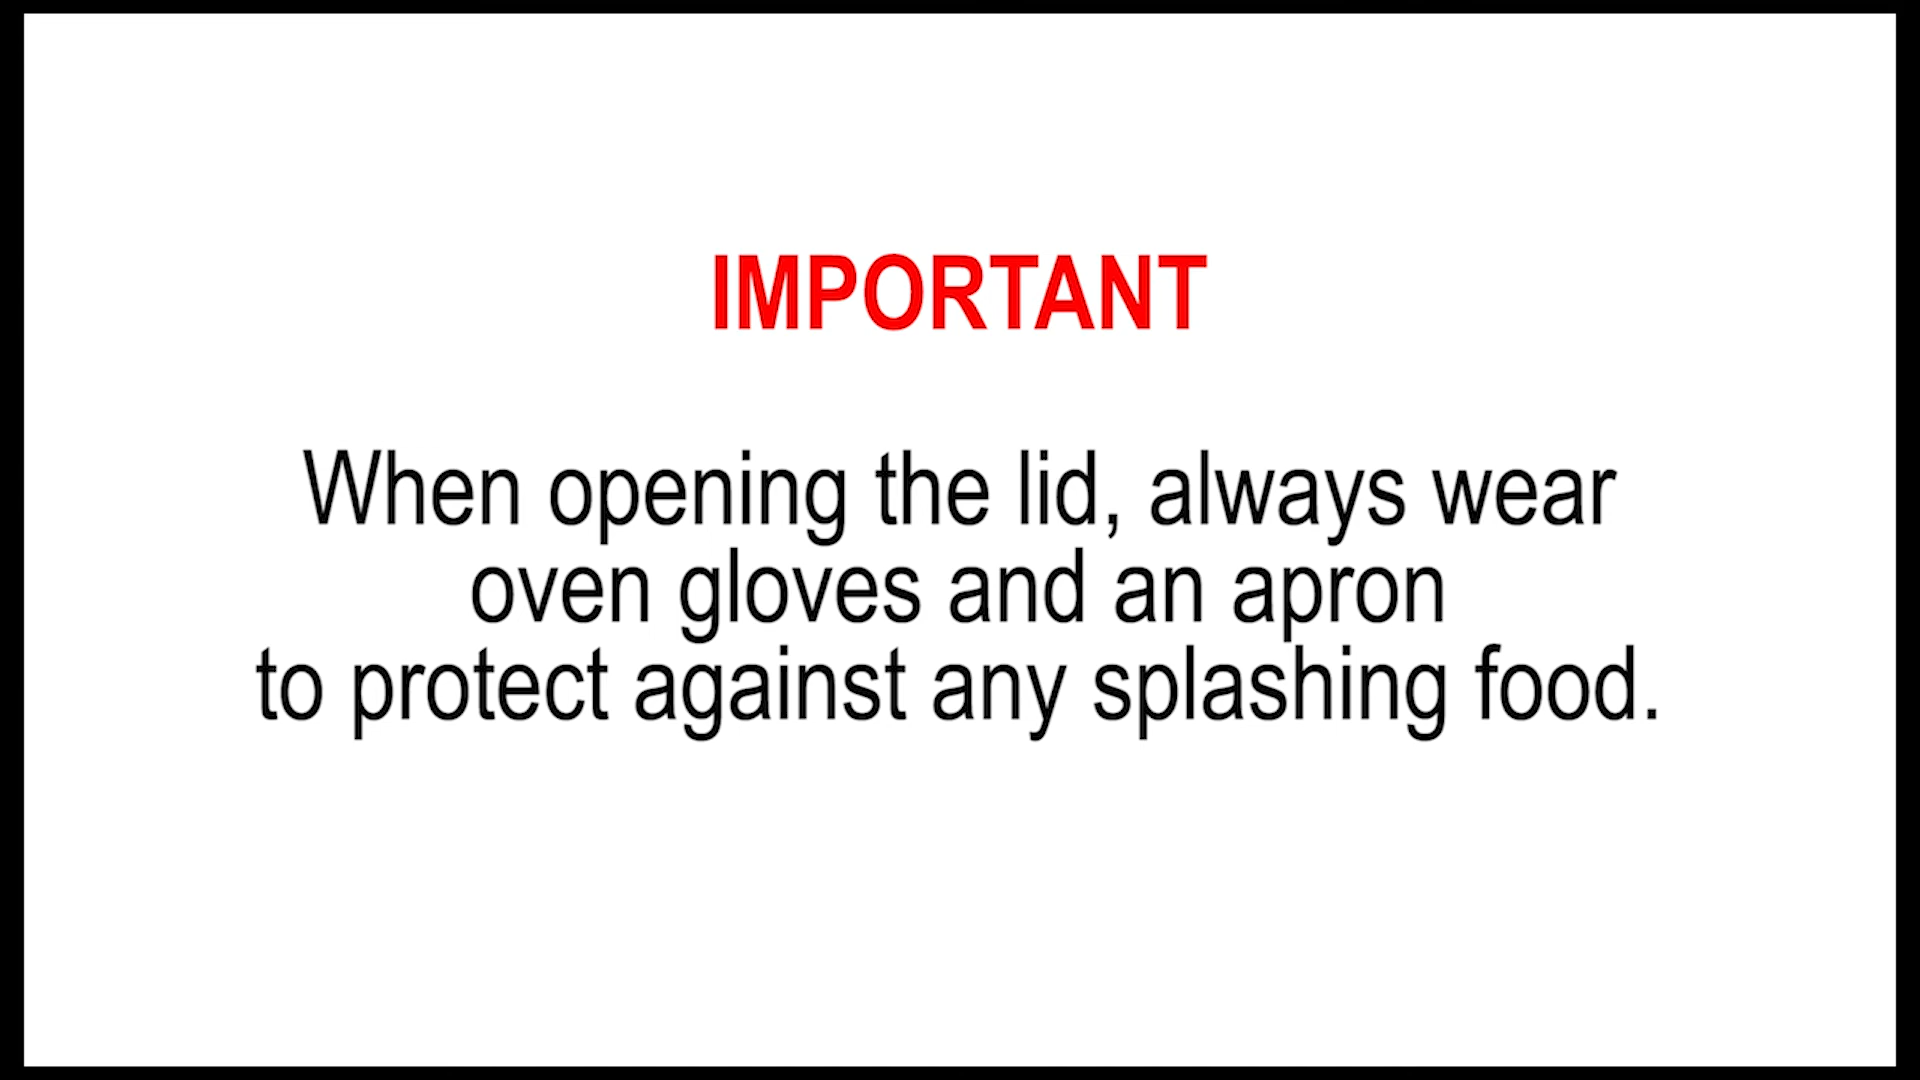 IMPORTANT
When opening the lid, always wear
oven gloves and an apron
to protect against any splashing food.